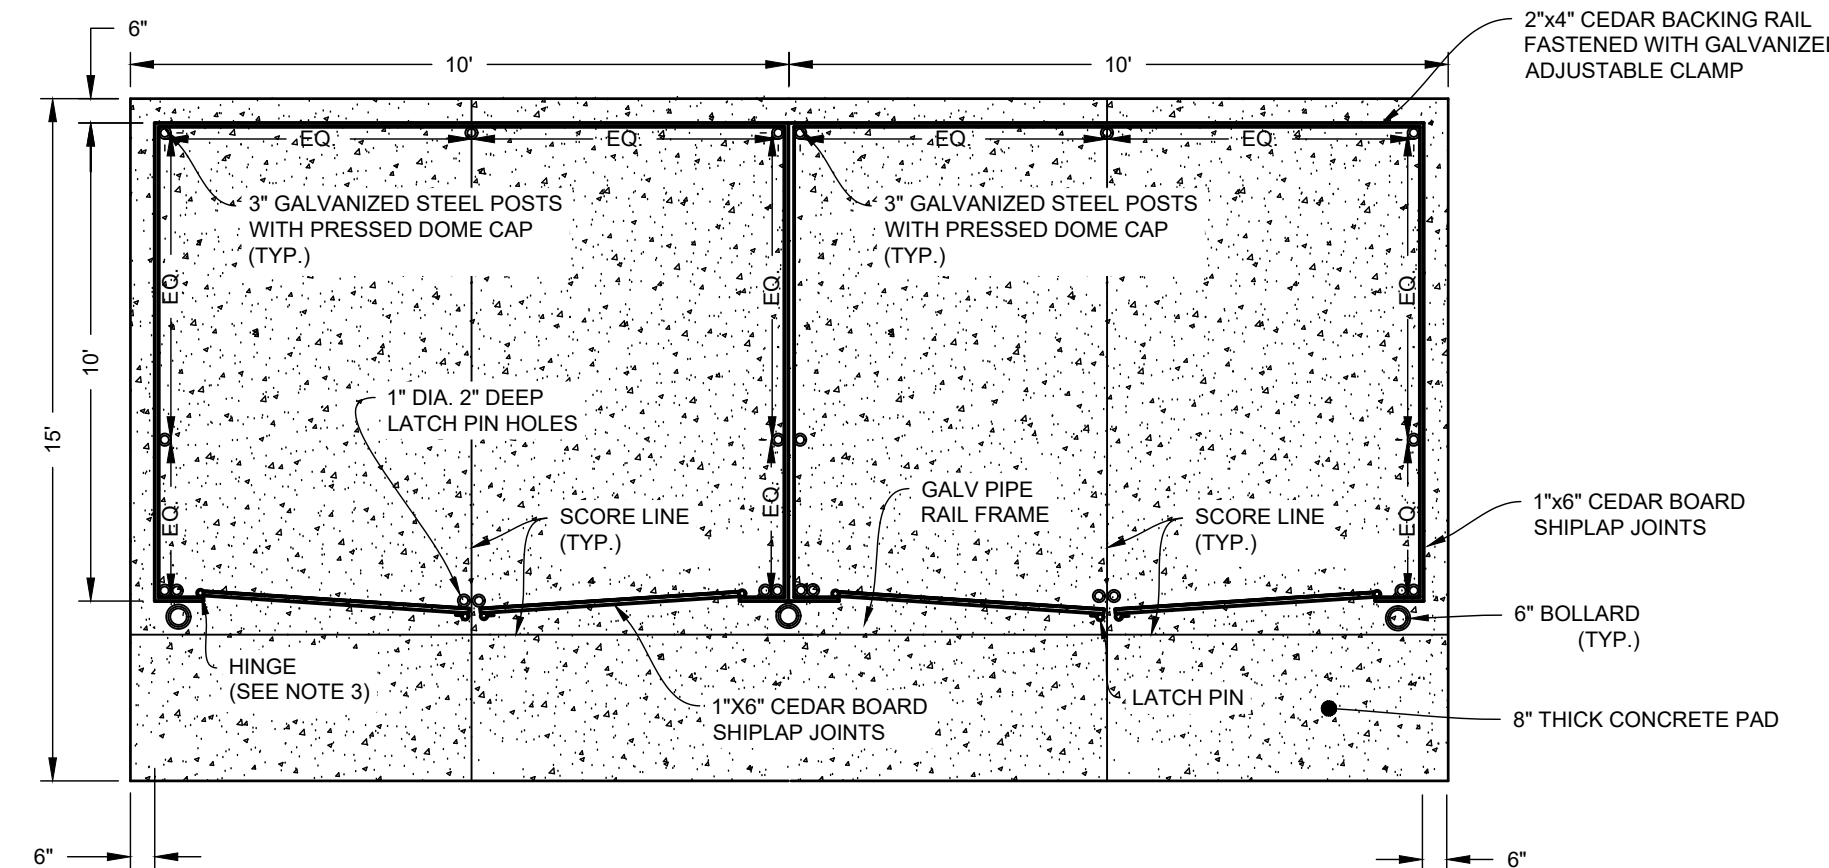 6"
10'
10'
2"x4" CEDAR BACKING RAIL
FASTENED WITH GALVANIZED
ADJUSTABLE CLAMP
EQ.
EQ.
EQ.
EQ.
3" GALVANIZED STEEL POSTS
WITH PRESSED DOME CAP
(TYP.)
3" GALVANIZED STEEL POSTS
WITH PRESSED DOME CAP
(TYP.)
EQ.
EQ.
EQ.
10'
15'
1" DIA. 2" DEEP
LATCH PIN HOLES
EQ.
EQ.
EQ.
SCORE LINE
(TYP.)
GALV PIPE
RAIL FRAME
SCORE LINE
(TYP.)
1"x6" CEDAR BOARD
SHIPLAP JOINTS
6" BOLLARD
(TYP.)
HINGE
(SEE NOTE 3)
1"X6" CEDAR BOARD
SHIPLAP JOINTS
LATCH PIN
8" THICK CONCRETE PAD
6"
6"